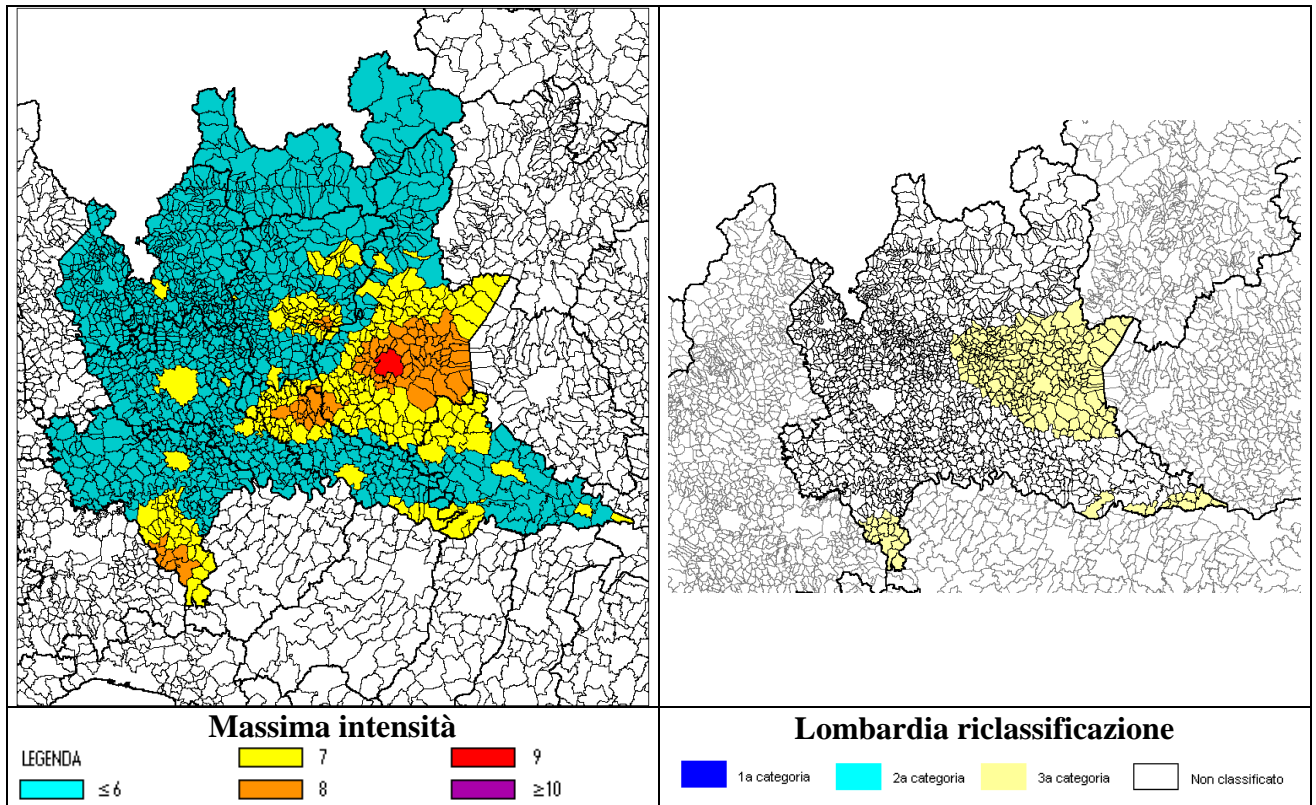 Massima intensità
LEGENDA
7
9
≤ 6
8
≥10
Lombardia riclassificazione
1a categoria
2a categoria
3a categoria
Non classificato